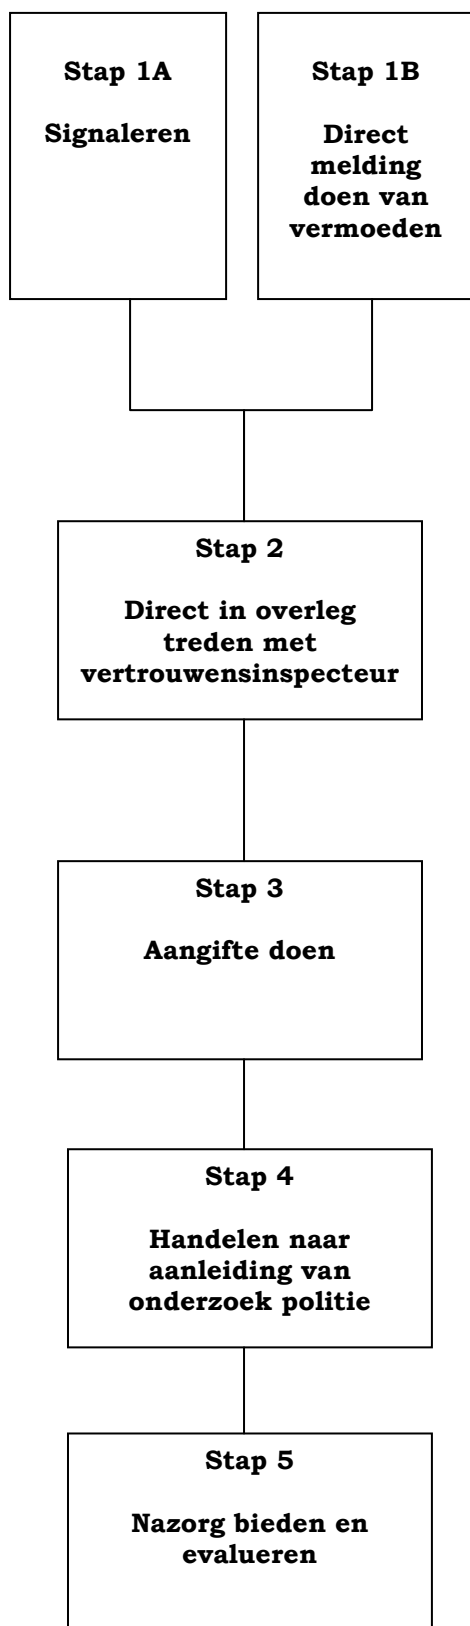 Stap 1A
Signaleren
Stap 1B
Direct
melding
doen van
vermoeden
Stap 2
Direct in overleg
treden met
vertrouwensinspecteur
Stap 3
Aangifte doen
Stap 4
Handelen naar
aanleiding van
onderzoek politie
Stap 5
Nazorg bieden en
evalueren